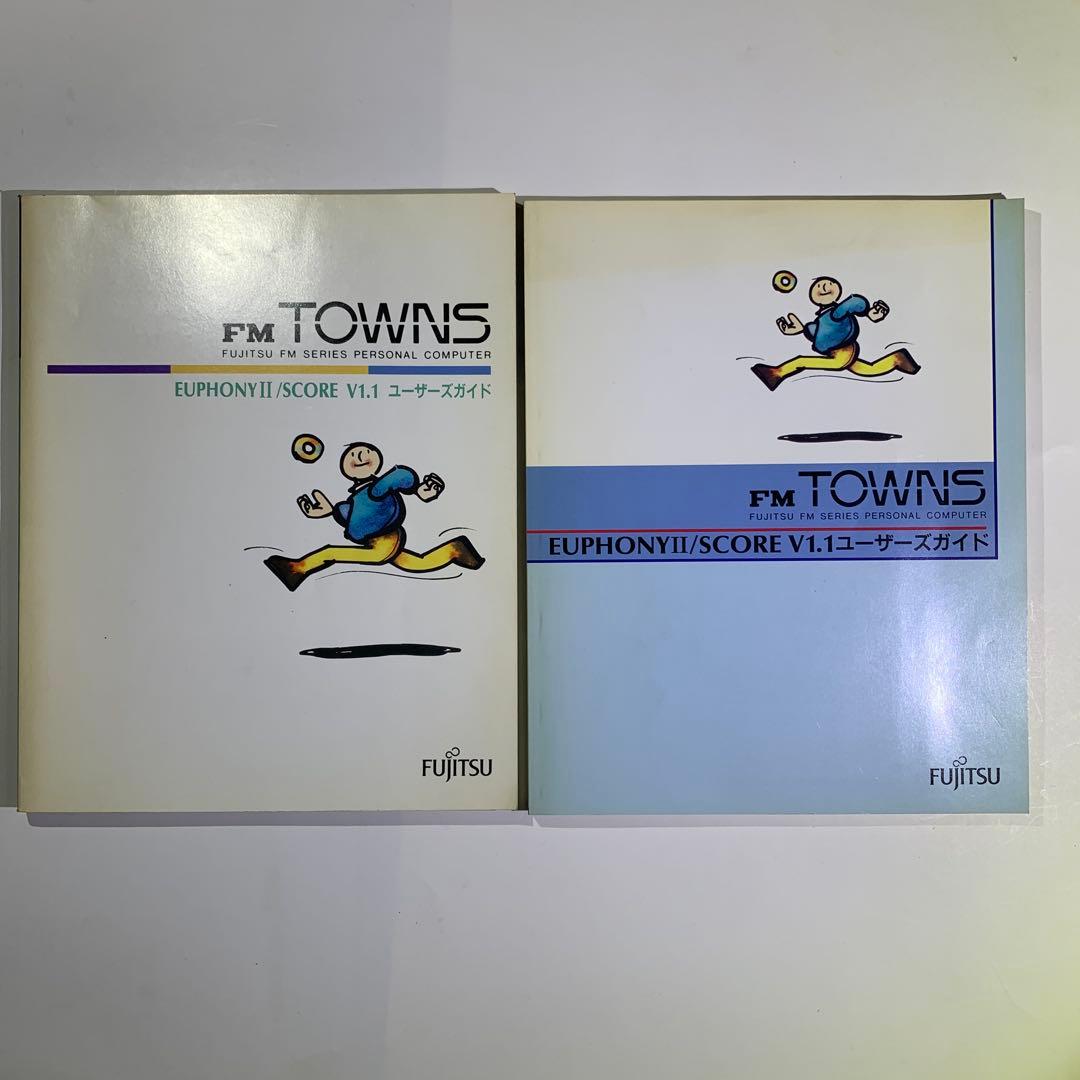 FM TOWNS
FUJITSU FM SERIES PERSONAL COMPUTER
EUPHONYⅡ/SCORE V1.1 ユーザーズガイド
FUJITSU
FM TOWNS
FUJITSU FM SERIES PERSONAL COMPUTER
EUPHONYⅡ/SCORE V1.1ユーザーズガイド
FUJITSU